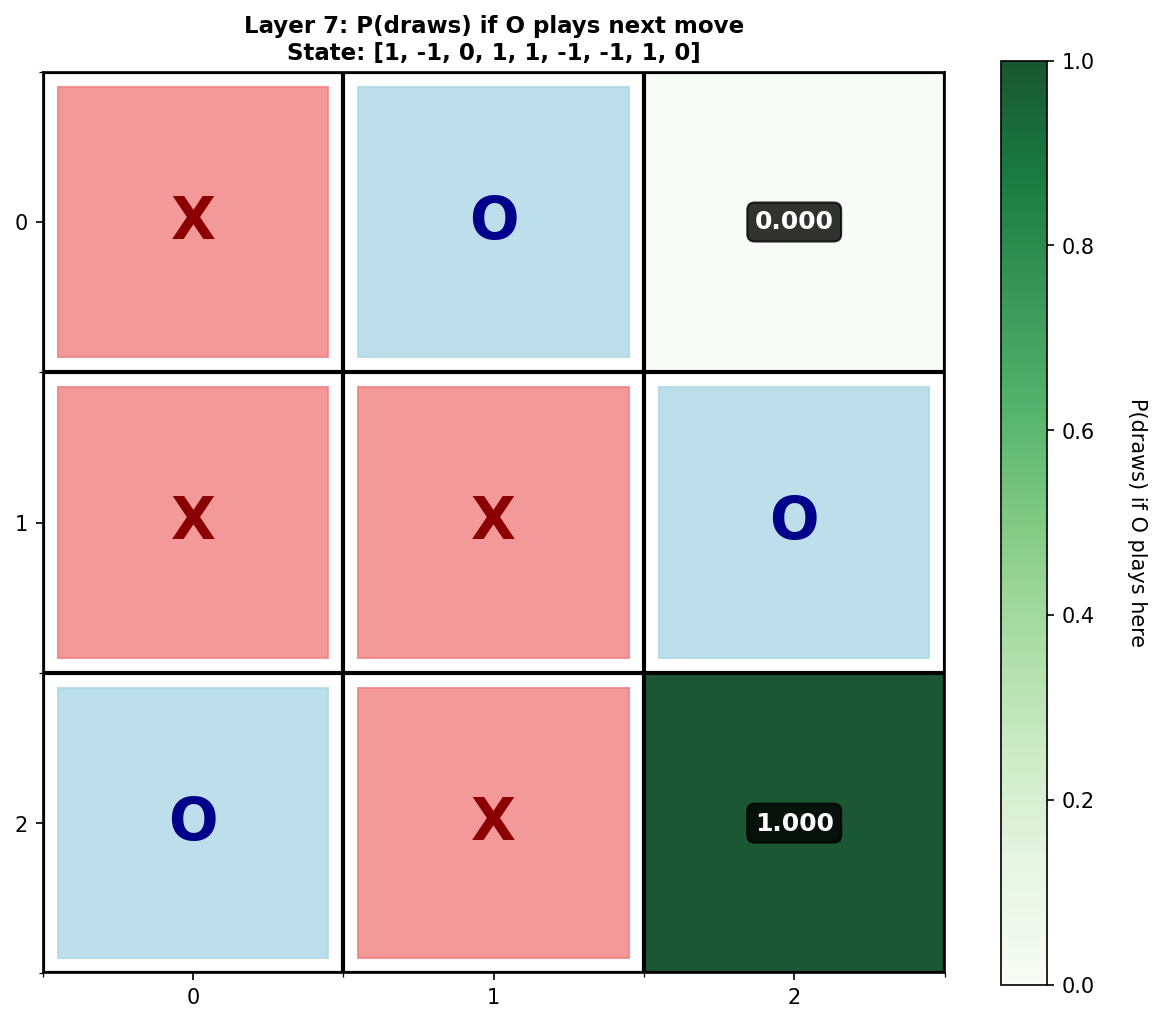 Layer 7: P(draws) if O plays next move
State: [1, -1, 0, 1, 1, -1, -1, 1, 0]
X
O
0.000
X
X
O
O
X
1.000
0
1
2
0
1
2
1.0
0.8
0.6
0.4
0.2
0.0
P(draws) if O plays here